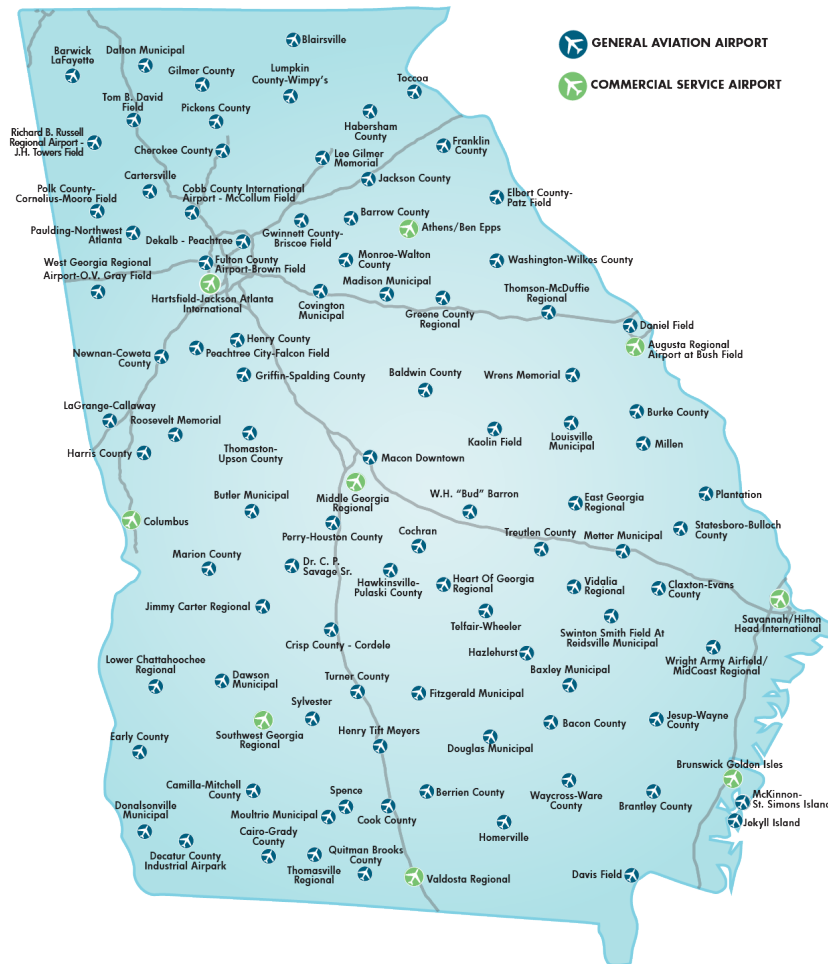 GENERAL AVIATION AIRPORT
COMMERCIAL SERVICE AIRPORT
Blairsville
Barwick
LaFayette
Dalton Municipal
Gilmer County
Lumpkin
County-Wimpy's
Toccoa
Tom B. David
Field
Pickens County
Habersham
County
Richard B. Russell
Regional Airport -
J.H. Towers Field
Cherokee County
Lee Gilmer
Memorial
Franklin
County
Cartersville
Jackson County
Polk County-
Cornelius-Moore Field
Cobb County International
Airport - McCollum Field
Elbert County-
Patz Field
Paulding-Northwest
Atlanta
Dekalb - Peachtree
Gwinnett County-
Briscoe Field
Barrow County
Athens/Ben Epps
West Georgia Regional
Airport-O.V. Gray Field
Fulton County
Airport-Brown Field
Monroe-Walton
County
Washington-Wilkes County
Hartsfield-Jackson Atlanta
International
Covington
Municipal
Madison Municipal
Greene County
Regional
Thomson-McDuffie
Regional
Daniel Field
Augusta Regional
Airport at Bush Field
Henry County
Peachtree City-Falcon Field
Newnan-Coweta
County
Griffin-Spalding County
Baldwin County
Wrens Memorial
LaGrange-Callaway
Roosevelt Memorial
Burke County
Harris County
Thomaston-
Upson County
Kaolin Field
Louisville
Municipal
Millen
Macon Downtown
Butler Municipal
Middle Georgia
Regional
W.H. “Bud” Barron
East Georgia
Regional
Plantation
Columbus
Perry-Houston County
Cochran
Treutlen County
Metter Municipal
Statesboro-Bulloch
County
Marion County
Dr. C. P.
Savage Sr.
Hawkinsville-
Pulaski County
Heart Of Georgia
Regional
Vidalia
Regional
Claxton-Evans
County
Jimmy Carter Regional
Telfair-Wheeler
Swinton Smith Field At
Reidsville Municipal
Savannah/Hilton
Head International
Crisp County - Cordele
Hazlehurst
Wright Army Airfield/
MidCoast Regional
Lower Chattahoochee
Regional
Dawson
Municipal
Turner County
Fitzgerald Municipal
Baxley Municipal
Sylvester
Southwest Georgia
Regional
Henry Tift Meyers
Bacon County
Jesup-Wayne
County
Early County
Douglas Municipal
Brunswick Golden Isles
Camilla-Mitchell
County
Spence
Berrien County
Waycross-Ware
County
Brantley County
McKinnon-
St. Simons Island
Donalsonville
Municipal
Moultrie Municipal
Cook County
Jekyll Island
Decatur County
Industrial Airpark
Cairo-Grady
County
Homerville
Thomasville
Regional
Quitman Brooks
County
Valdosta Regional
Davis Field